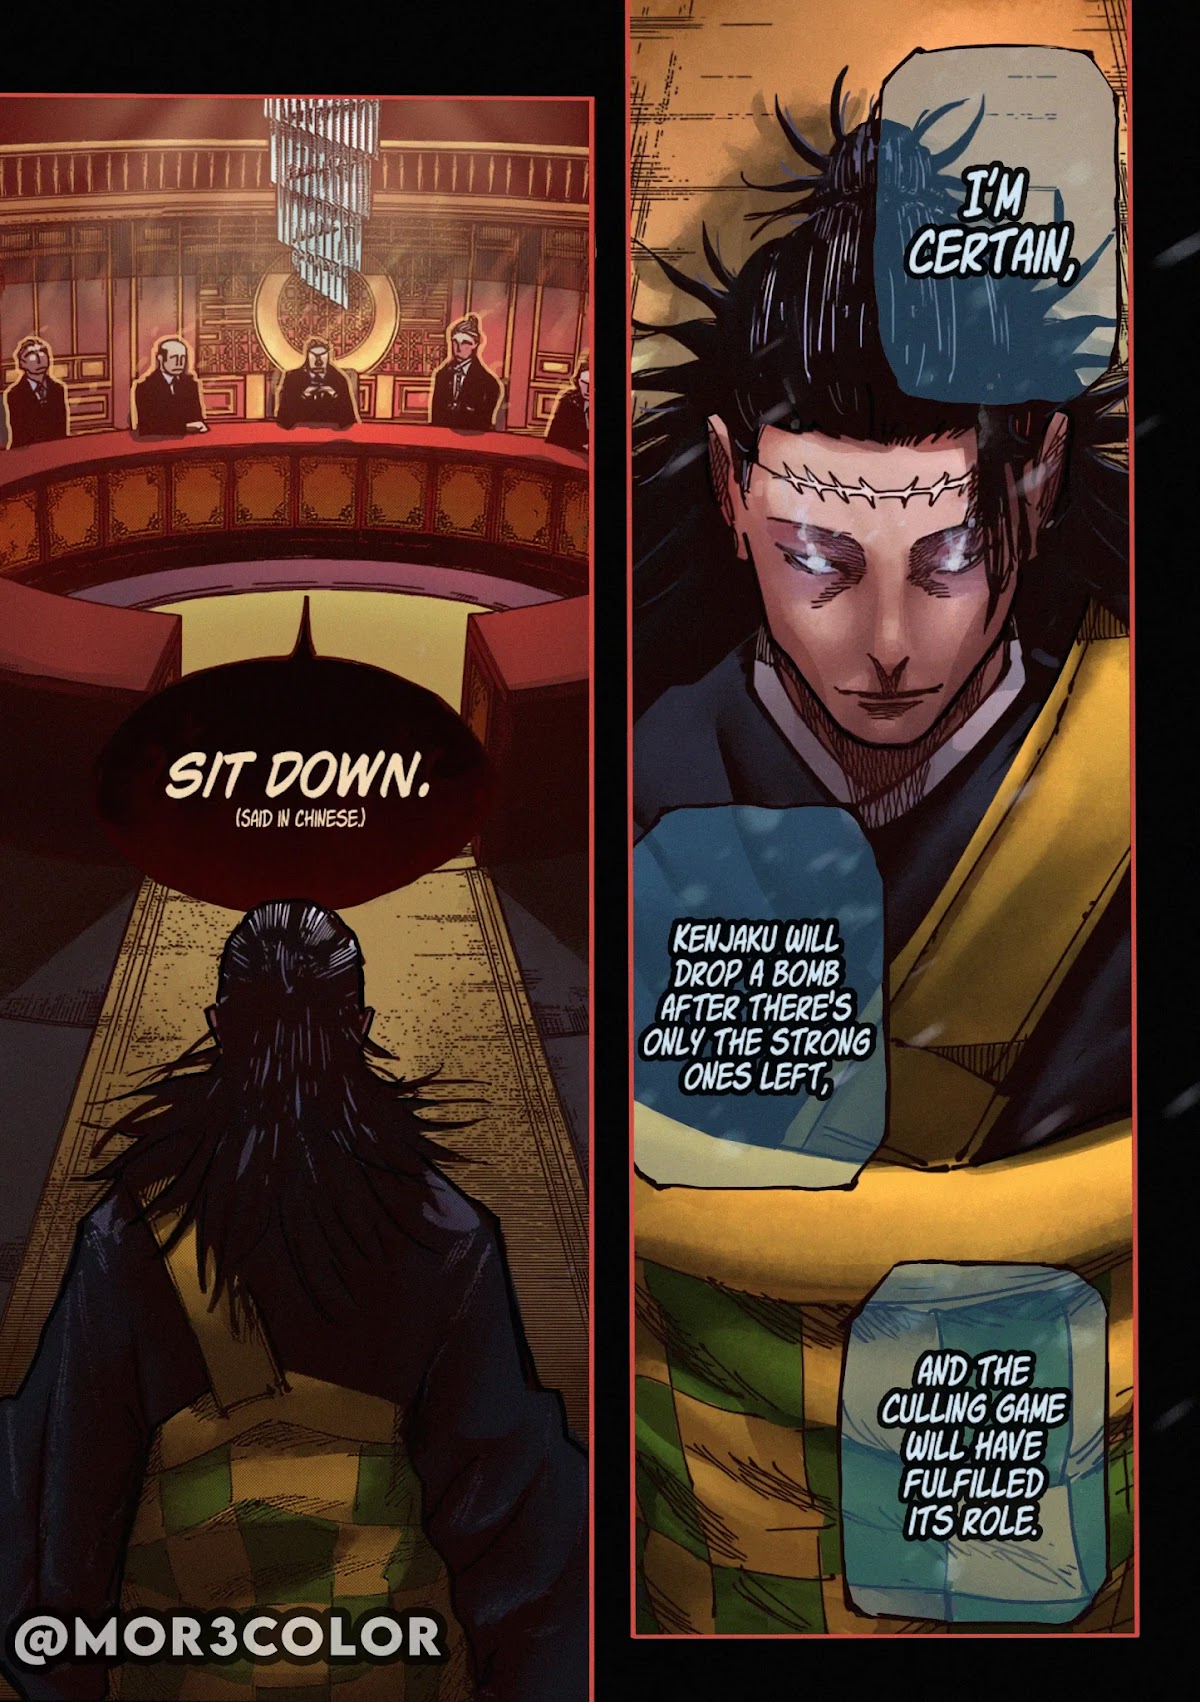 I'M
CERTAIN,
KENJAKU WILL
DROP A BOMB
AFTER THERE'S
ONLY THE STRONG
ONES LEFT,
AND THE
CULLING GAME
WILL HAVE
FULFILLED
ITS ROLE.
SIT DOWN.
(SAID IN CHINESE.)
@MOR3COLOR